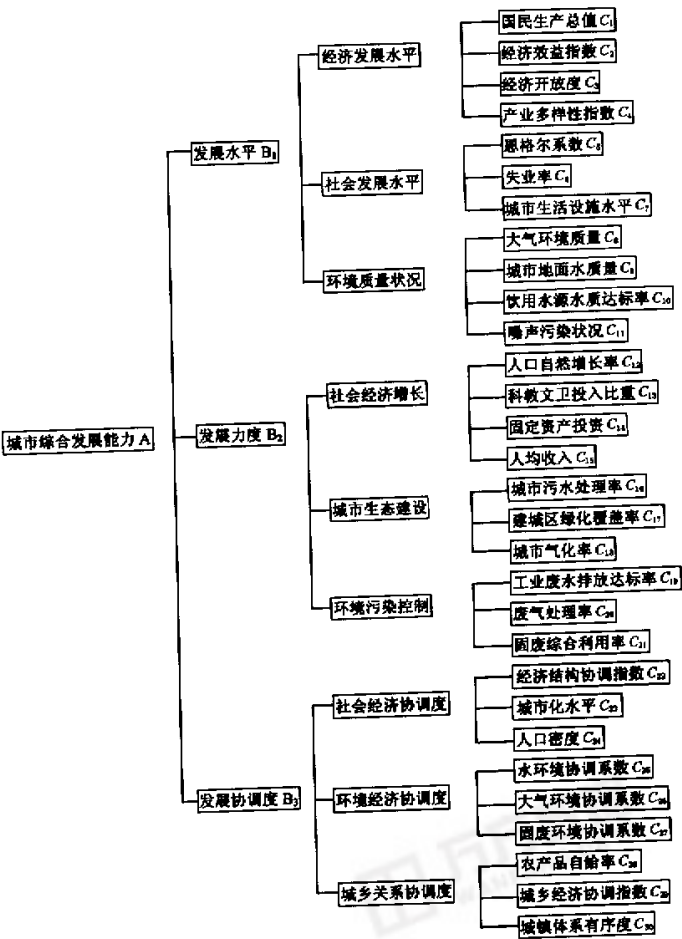 国民生产总值 C₁
经济发展水平
经济效益指数 C₂
经济开放度 C₃
产业多样性指数 C₄
发展水平 B₁
恩格尔系数 C₅
社会发展水平
失业率 C₆
城市生活设施水平 C₇
大气环境质量 C₈
环境质量状况
城市地面水质量 C₉
饮用水源水质达标率 C₁₀
噪声污染状况 C₁₁
人口自然增长率 C₁₂
社会经济增长
科教文卫投入比重 C₁₃
城市综合发展能力 A
发展力度 B₂
固定资产投资 C₁₄
人均收入 C₁₅
城市污水处理率 C₁₆
城市生态建设
建城区绿化覆盖率 C₁₇
城市气化率 C₁₈
工业废水排放达标率 C₁₉
环境污染控制
废气处理率 C₂₀
固废综合利用率 C₂₁
经济结构协调指数 C₂₂
社会经济协调度
城市化水平 C₂₃
人口密度 C₂₄
水环境协调系数 C₂₅
发展协调度 B₃
环境经济协调度
大气环境协调系数 C₂₆
固废环境协调系数 C₂₇
农产品自给率 C₂₈
城乡关系协调度
城乡经济协调指数 C₂₉
城镇体系有序度 C₃₀